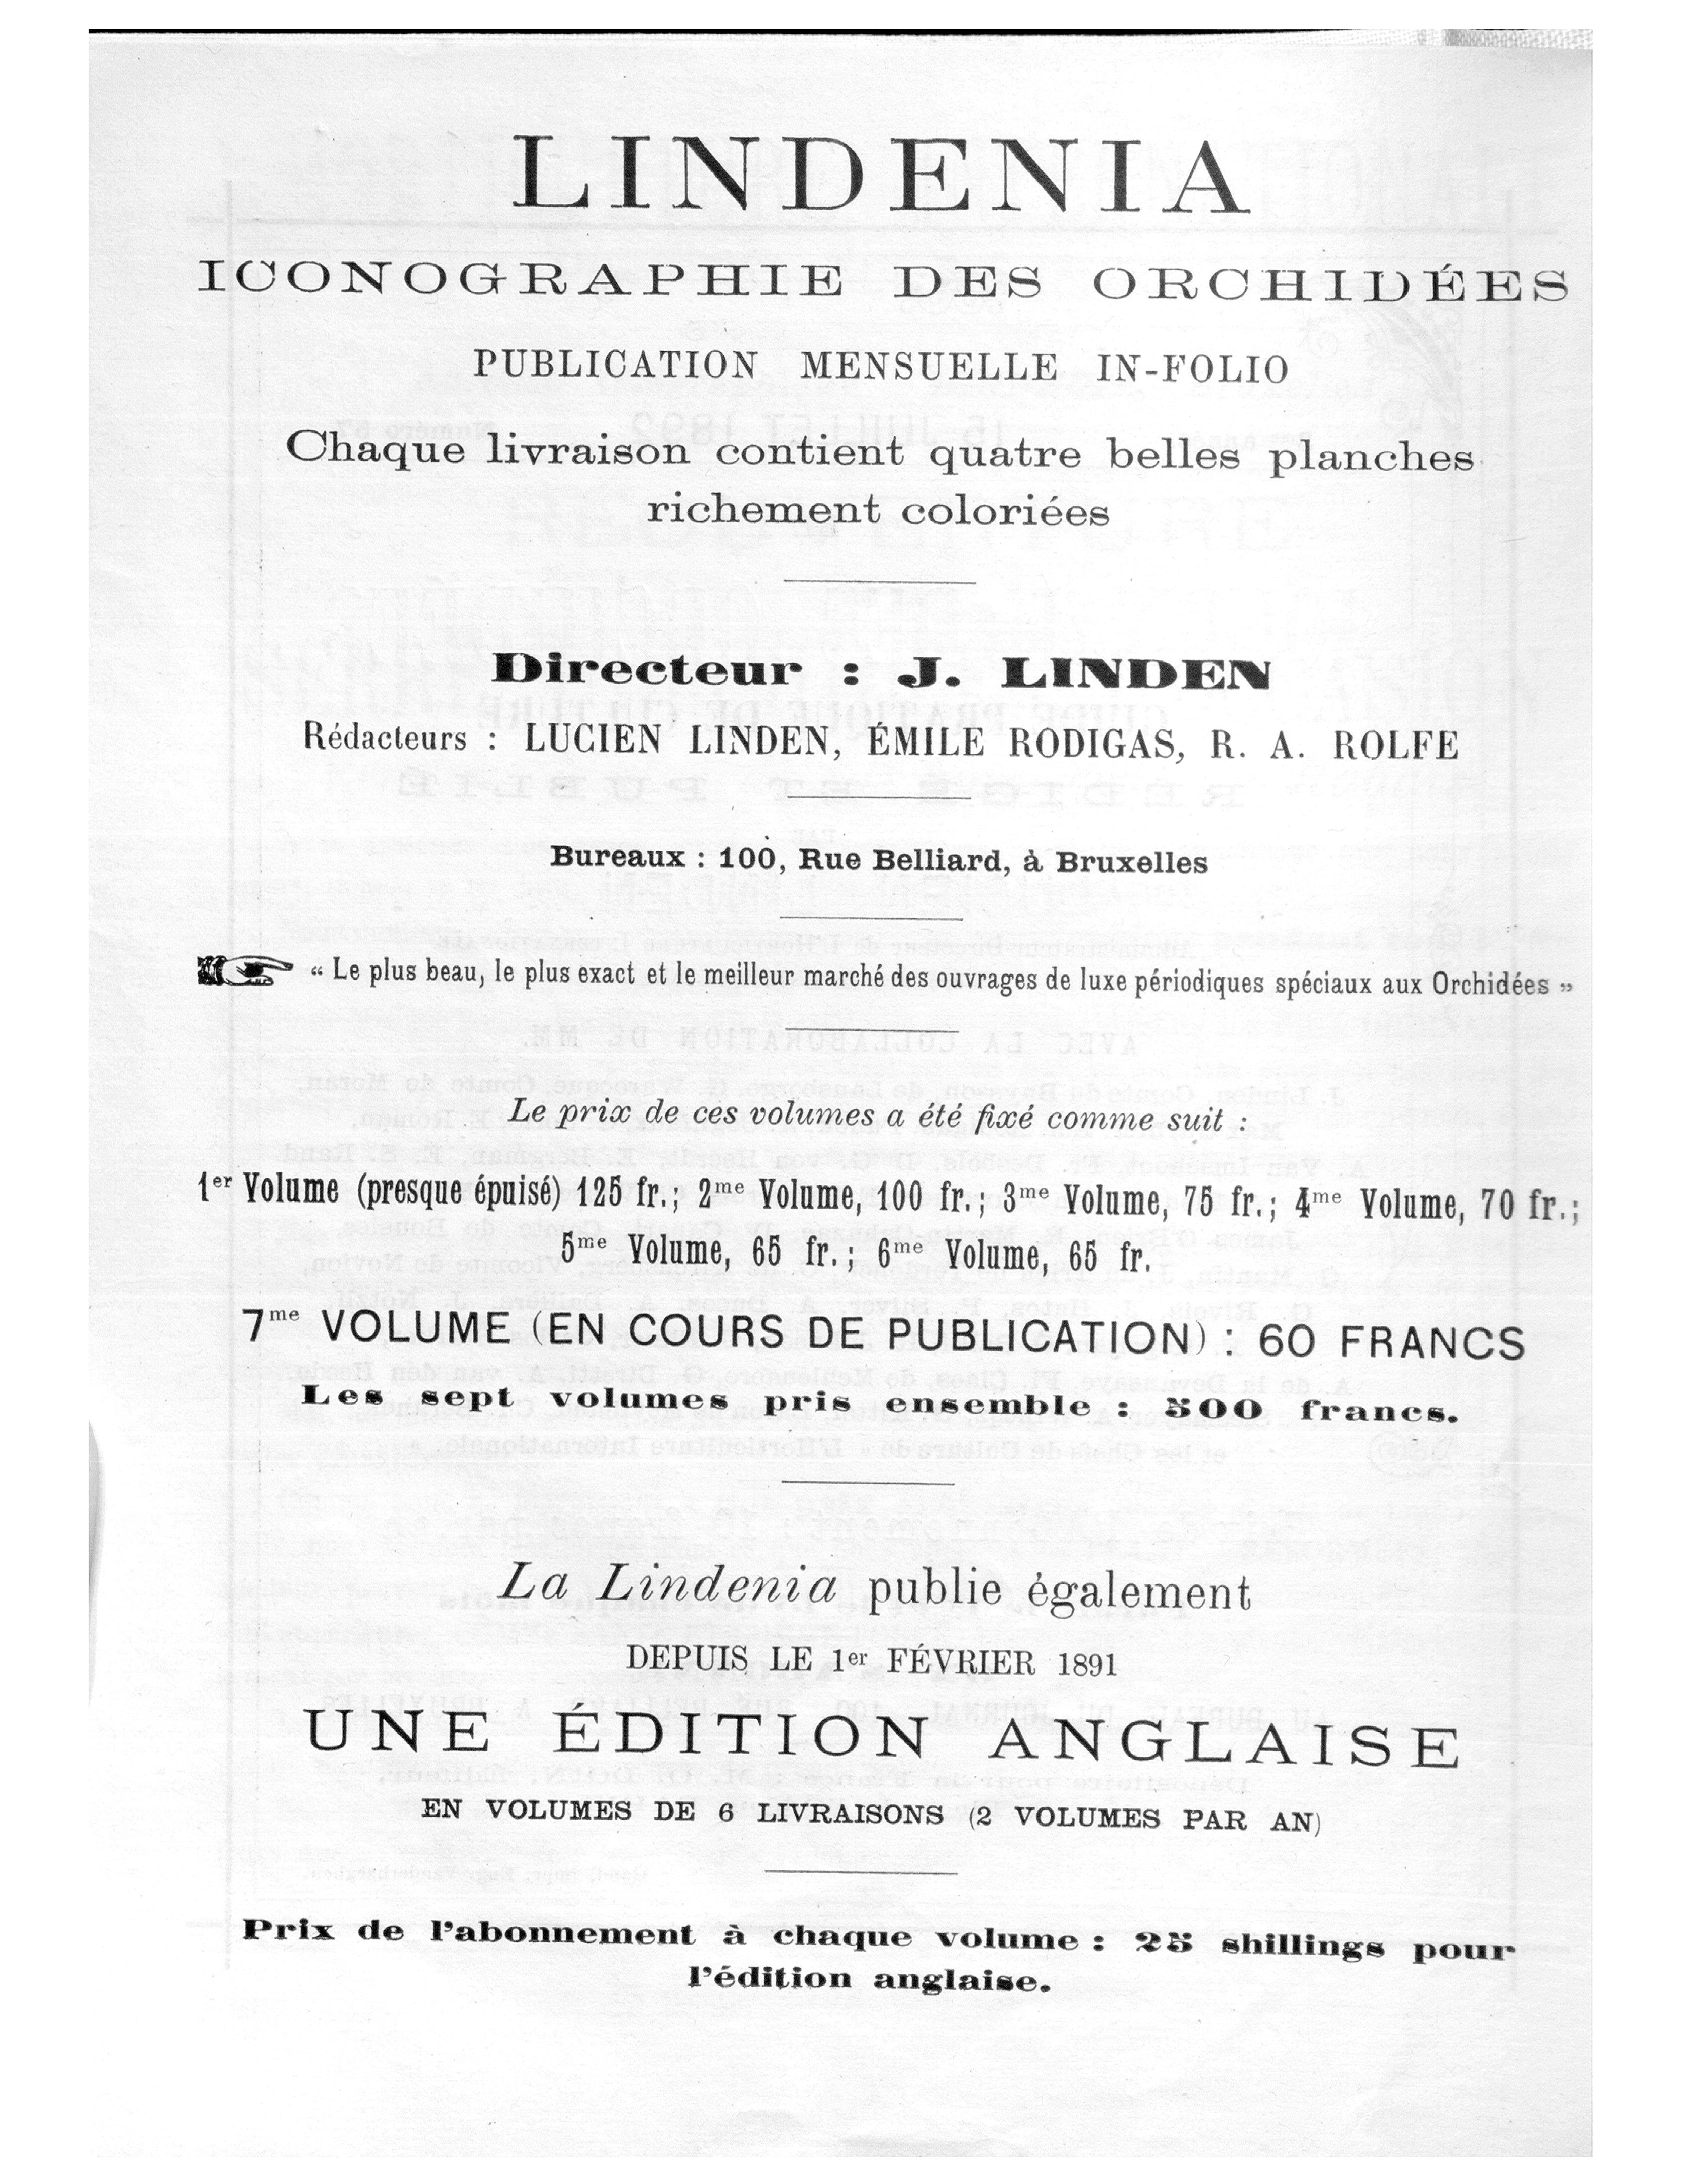 LINDENIA
ICONOGRAPHIE DES ORCHIDÉES
PUBLICATION MENSUELLE IN-FOLIO
Chaque livraison contient quatre belles planches
richement coloriées
Directeur : J. LINDEN
Rédacteurs : LUCIEN LINDEN, ÉMILE RODIGAS, R. A. ROLFE
Bureaux : 100, Rue Belliard, à Bruxelles
“ Le plus beau, le plus exact et le meilleur marché des ouvrages de luxe périodiques spéciaux aux Orchidées „
Le prix de ces volumes a été fixé comme suit :
1er Volume (presque épuisé) 125 fr.; 2me Volume, 100 fr.; 3me Volume, 75 fr.; 4me Volume, 70 fr.;
5me Volume, 65 fr.; 6me Volume, 65 fr.
7me VOLUME (EN COURS DE PUBLICATION) : 60 FRANCS
Les sept volumes pris ensemble : 500 francs.
La Lindenia publie également
DEPUIS LE 1er FÉVRIER 1891
UNE ÉDITION ANGLAISE
EN VOLUMES DE 6 LIVRAISONS (2 VOLUMES PAR AN)
Prix de l'abonnement à chaque volume : 25 shillings pour
l'édition anglaise.